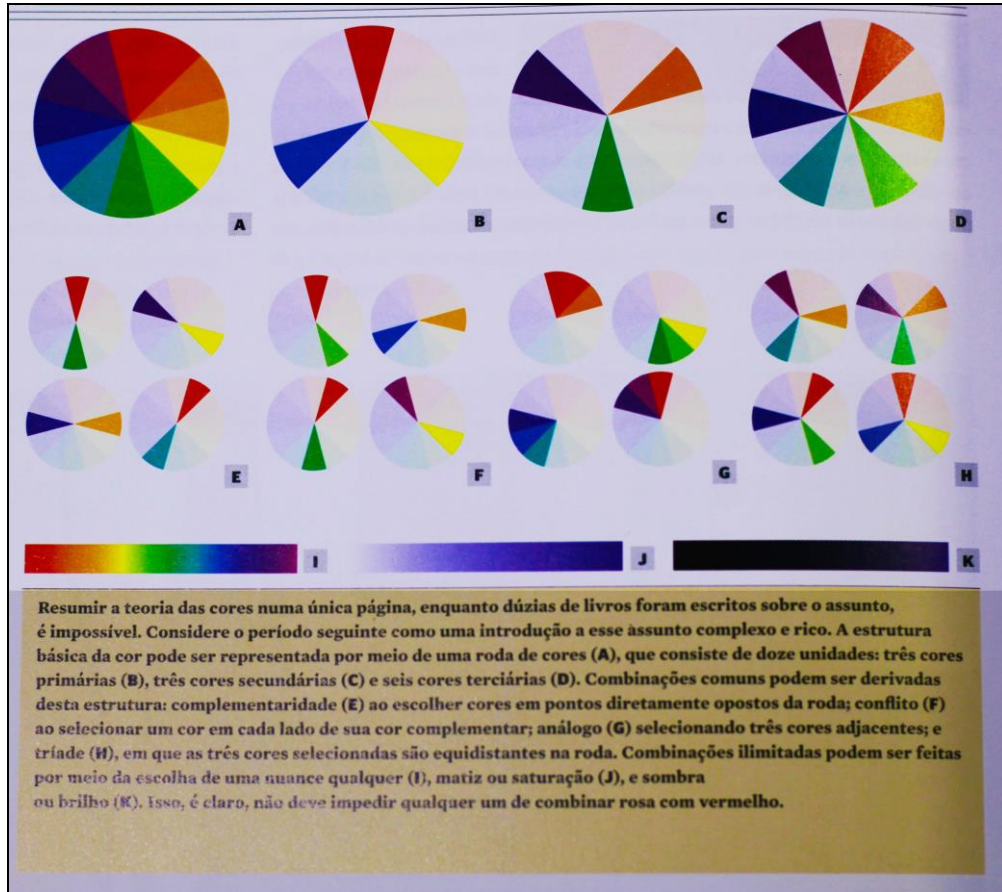 A
B
C
D
E
F
G
H
I
J
K
Resumir a teoria das cores numa única página, enquanto dúzias de livros foram escritos sobre o assunto,
é impossível. Considere o período seguinte como uma introdução a esse assunto complexo e rico. A estrutura
básica da cor pode ser representada por meio de uma roda de cores (A), que consiste de doze unidades: três cores
primárias (B), três cores secundárias (C) e seis cores terciárias (D). Combinações comuns podem ser derivadas
desta estrutura: complementaridade (E) ao escolher cores em pontos diretamente opostos da roda; conflito (F)
ao selecionar um cor em cada lado de sua cor complementar; análogo (G) selecionando três cores adjacentes; e
tríade (H), em que as três cores selecionadas são equidistantes na roda. Combinações ilimitadas podem ser feitas
por meio da escolha de uma nuance qualquer (I), matiz ou saturação (J), e sombra
ou brilho (K). Isso, é claro, não deve impedir qualquer um de combinar rosa com vermelho.